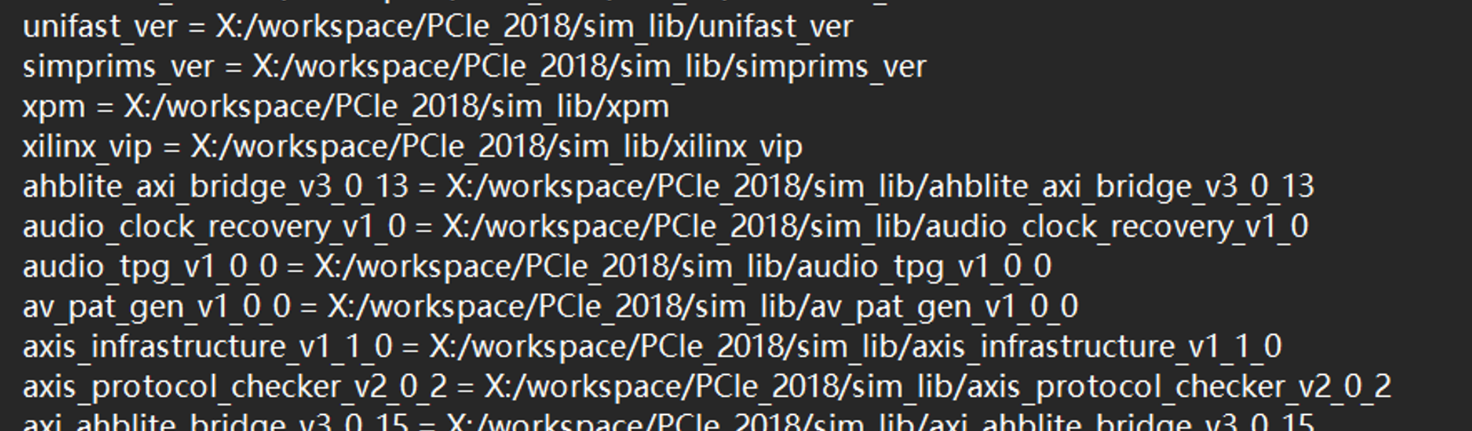 unifast_ver = X:/workspace/PCIe_2018/sim_lib/unifast_ver
simprims_ver = X:/workspace/PCIe_2018/sim_lib/simprims_ver
xpm = X:/workspace/PCIe_2018/sim_lib/xpm
xilinx_vip = X:/workspace/PCIe_2018/sim_lib/xilinx_vip
ahblite_axi_bridge_v3_0_13 = X:/workspace/PCIe_2018/sim_lib/ahblite_axi_bridge_v3_0_13
audio_clock_recovery_v1_0 = X:/workspace/PCIe_2018/sim_lib/audio_clock_recovery_v1_0
audio_tpg_v1_0_0 = X:/workspace/PCIe_2018/sim_lib/audio_tpg_v1_0_0
av_pat_gen_v1_0_0 = X:/workspace/PCIe_2018/sim_lib/av_pat_gen_v1_0_0
axis_infrastructure_v1_1_0 = X:/workspace/PCIe_2018/sim_lib/axis_infrastructure_v1_1_0
axis_protocol_checker_v2_0_2 = X:/workspace/PCIe_2018/sim_lib/axis_protocol_checker_v2_0_2
axi_ahblite_bridge_v3_0_15 = X:/workspace/PCIe_2018/sim_lib/axi_ahblite_bridge_v3_0_15